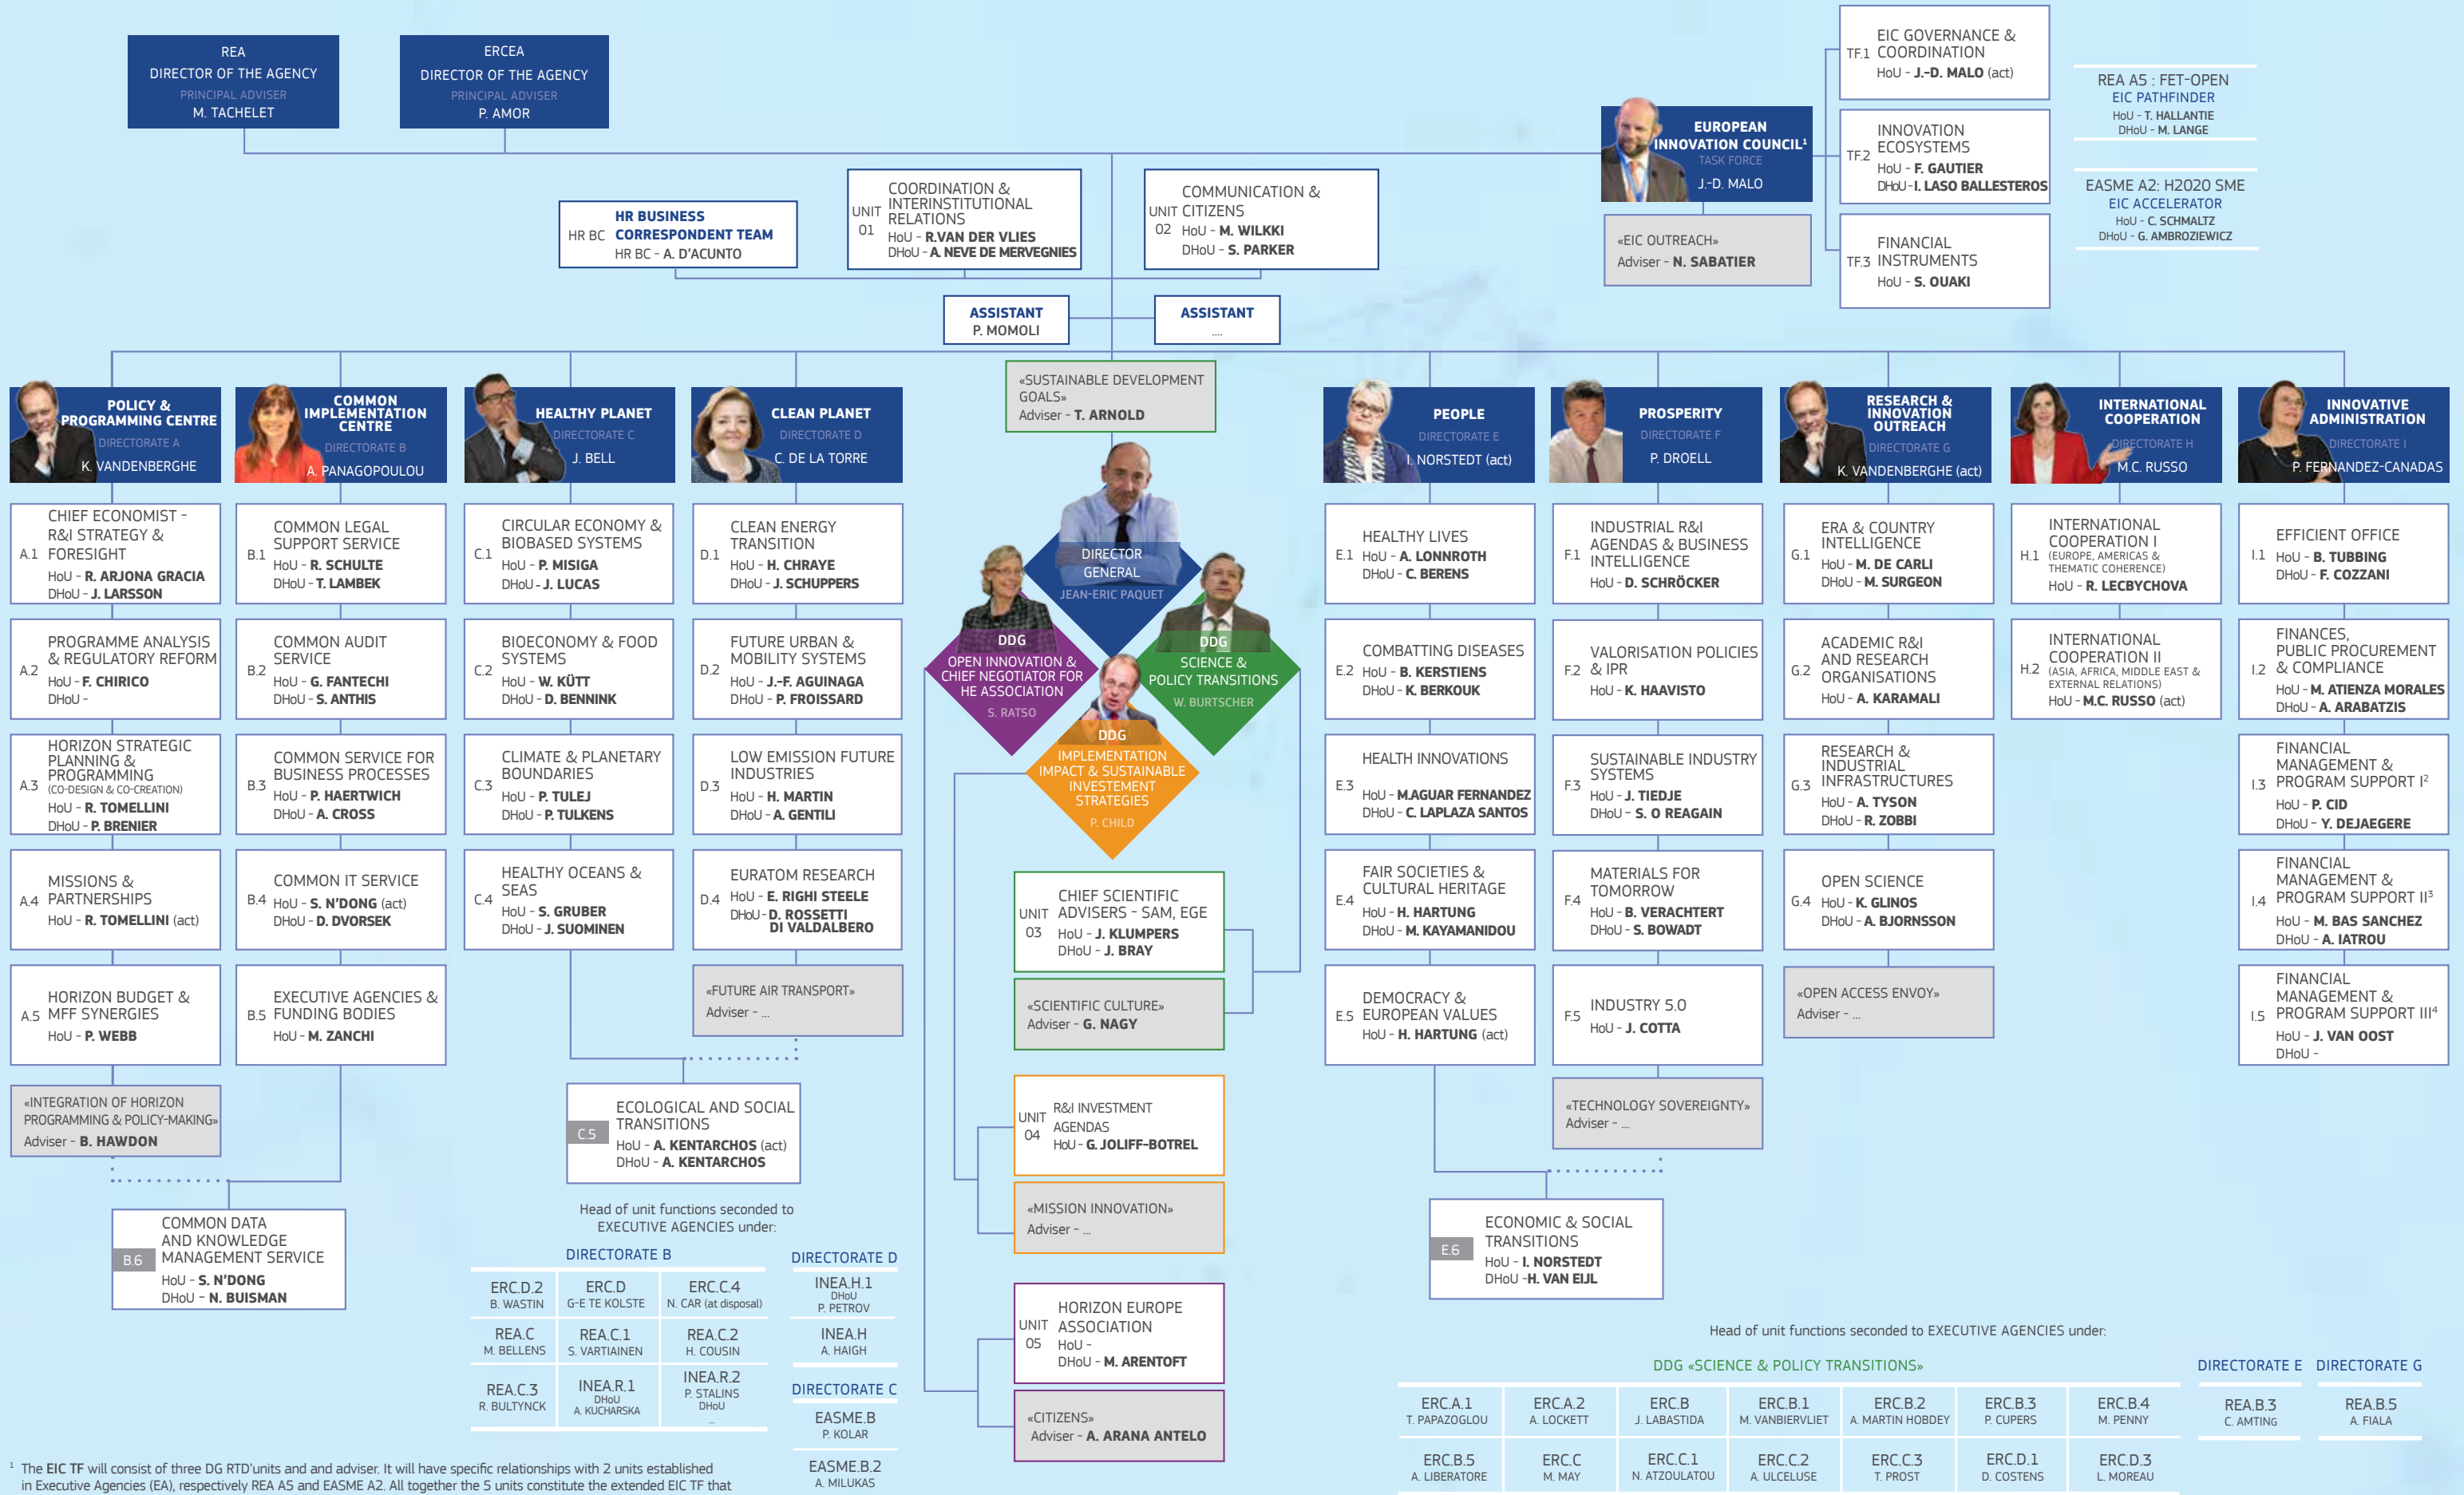 REA
DIRECTOR OF THE AGENCY
PRINCIPAL ADVISER
M. TACHELET
ERCEA
DIRECTOR OF THE AGENCY
PRINCIPAL ADVISER
P. AMOR
EUROPEAN
INNOVATION COUNCIL¹
TASK FORCE
J.-D. MALO
«EIC OUTREACH»
Adviser - N. SABATIER
TF.1
EIC GOVERNANCE &
COORDINATION
HoU - J.-D. MALO (act)
TF.2
INNOVATION
ECOSYSTEMS
HoU - F. GAUTIER
DHoU - I. LASO BALLESTEROS
TF.3
FINANCIAL
INSTRUMENTS
HoU - S. OUAKI
REA A5 : FET-OPEN
EIC PATHFINDER
HoU - T. HALLANTIE
DHoU - M. LANGE
EASME A2: H2020 SME
EIC ACCELERATOR
HoU - C. SCHMALTZ
DHoU - G. AMBROZIEWICZ
HR BC
HR BUSINESS
CORRESPONDENT TEAM
HR BC - A. D'ACUNTO
UNIT
01
COORDINATION &
INTERINSTITUTIONAL
RELATIONS
HoU - R.VAN DER VLIES
DHoU - A. NEVE DE MERVEGNIES
UNIT
02
COMMUNICATION &
CITIZENS
HoU - M. WILKKI
DHoU - S. PARKER
ASSISTANT
P. MOMOLI
ASSISTANT
....
«SUSTAINABLE DEVELOPMENT
GOALS»
Adviser - T. ARNOLD
POLICY &
PROGRAMMING CENTRE
DIRECTORATE A
K. VANDENBERGHE
A.1
CHIEF ECONOMIST -
R&I STRATEGY &
FORESIGHT
HoU - R. ARJONA GRACIA
DHoU - J. LARSSON
A.2
PROGRAMME ANALYSIS
& REGULATORY REFORM
HoU - F. CHIRICO
DHoU -
A.3
HORIZON STRATEGIC
PLANNING &
PROGRAMMING
(CO-DESIGN & CO-CREATION)
HoU - R. TOMELLINI
DHoU - P. BRENIER
A.4
MISSIONS &
PARTNERSHIPS
HoU - R. TOMELLINI (act)
A.5
HORIZON BUDGET &
MFF SYNERGIES
HoU - P. WEBB
«INTEGRATION OF HORIZON
PROGRAMMING & POLICY-MAKING»
Adviser - B. HAWDON
COMMON
IMPLEMENTATION
CENTRE
DIRECTORATE B
A. PANAGOPOULOU
B.1
COMMON LEGAL
SUPPORT SERVICE
HoU - R. SCHULTE
DHoU - T. LAMBEK
B.2
COMMON AUDIT
SERVICE
HoU - G. FANTECHI
DHoU - S. ANTHIS
B.3
COMMON SERVICE FOR
BUSINESS PROCESSES
HoU - P. HAERTWICH
DHoU - A. CROSS
B.4
COMMON IT SERVICE
HoU - S. N'DONG (act)
DHoU - D. DVORSEK
B.5
EXECUTIVE AGENCIES &
FUNDING BODIES
HoU - M. ZANCHI
B.6
COMMON DATA
AND KNOWLEDGE
MANAGEMENT SERVICE
HoU - S. N'DONG
DHoU - N. BUISMAN
HEALTHY PLANET
DIRECTORATE C
J. BELL
C.1
CIRCULAR ECONOMY &
BIOBASED SYSTEMS
HoU - P. MISIGA
DHoU - J. LUCAS
C.2
BIOECONOMY & FOOD
SYSTEMS
HoU - W. KÜTT
DHoU - D. BENNINK
C.3
CLIMATE & PLANETARY
BOUNDARIES
HoU - P. TULEJ
DHoU - P. TULKENS
C.4
HEALTHY OCEANS &
SEAS
HoU - S. GRUBER
DHoU - J. SUOMINEN
CLEAN PLANET
DIRECTORATE D
C. DE LA TORRE
D.1
CLEAN ENERGY
TRANSITION
HoU - H. CHRAYE
DHoU - J. SCHUPPERS
D.2
FUTURE URBAN &
MOBILITY SYSTEMS
HoU - J.-F. AGUINAGA
DHoU - P. FROISSARD
D.3
LOW EMISSION FUTURE
INDUSTRIES
HoU - H. MARTIN
DHoU - A. GENTILI
D.4
EURATOM RESEARCH
HoU - E. RIGHI STEELE
DHoU - D. ROSSETTI
DI VALDALBERO
«FUTURE AIR TRANSPORT»
Adviser - ...
C.5
ECOLOGICAL AND SOCIAL
TRANSITIONS
HoU - A. KENTARCHOS (act)
DHoU - A. KENTARCHOS
DIRECTOR
GENERAL
JEAN-ERIC PAQUET
DDG
OPEN INNOVATION &
CHIEF NEGOTIATOR FOR
HE ASSOCIATION
S. RATSO
DDG
SCIENCE &
POLICY TRANSITIONS
W. BURTSCHER
DDG
IMPLEMENTATION
IMPACT & SUSTAINABLE
INVESTEMENT
STRATEGIES
P. CHILD
UNIT
03
CHIEF SCIENTIFIC
ADVISERS - SAM, EGE
HoU - J. KLUMPERS
DHoU - J. BRAY
«SCIENTIFIC CULTURE»
Adviser - G. NAGY
UNIT
04
R&I INVESTMENT
AGENDAS
HoU - G. JOLIFF-BOTREL
«MISSION INNOVATION»
Adviser - ...
UNIT
05
HORIZON EUROPE
ASSOCIATION
HoU -
DHoU - M. ARENTOFT
«CITIZENS»
Adviser - A. ARANA ANTELO
PEOPLE
DIRECTORATE E
I. NORSTEDT (act)
E.1
HEALTHY LIVES
HoU - A. LONNROTH
DHoU - C. BERENS
E.2
COMBATTING DISEASES
HoU - B. KERSTIENS
DHoU - K. BERKOUK
E.3
HEALTH INNOVATIONS
HoU - M.AGUAR FERNANDEZ
DHoU - C. LAPLAZA SANTOS
E.4
FAIR SOCIETIES &
CULTURAL HERITAGE
HoU - H. HARTUNG
DHoU - M. KAYAMANIDOU
E.5
DEMOCRACY &
EUROPEAN VALUES
HoU - H. HARTUNG (act)
PROSPERITY
DIRECTORATE F
P. DROELL
F.1
INDUSTRIAL R&I
AGENDAS & BUSINESS
INTELLIGENCE
HoU - D. SCHRÖCKER
F.2
VALORISATION POLICIES
& IPR
HoU - K. HAAVISTO
F.3
SUSTAINABLE INDUSTRY
SYSTEMS
HoU - J. TIEDJE
DHoU - S. O REAGAIN
F.4
MATERIALS FOR
TOMORROW
HoU - B. VERACHTERT
DHoU - S. BOWADT
F.5
INDUSTRY 5.0
HoU - J. COTTA
«TECHNOLOGY SOVEREIGNTY»
Adviser - ...
E.6
ECONOMIC & SOCIAL
TRANSITIONS
HoU - I. NORSTEDT
DHoU -H. VAN EIJL
RESEARCH &
INNOVATION
OUTREACH
DIRECTORATE G
K. VANDENBERGHE (act)
G.1
ERA & COUNTRY
INTELLIGENCE
HoU - M. DE CARLI
DHoU - M. SURGEON
G.2
ACADEMIC R&I
AND RESEARCH
ORGANISATIONS
HoU - A. KARAMALI
G.3
RESEARCH &
INDUSTRIAL
INFRASTRUCTURES
HoU - A. TYSON
DHoU - R. ZOBBI
G.4
OPEN SCIENCE
HoU - K. GLINOS
DHoU - A. BJORNSSON
«OPEN ACCESS ENVOY»
Adviser - ...
INTERNATIONAL
COOPERATION
DIRECTORATE H
M.C. RUSSO
H.1
INTERNATIONAL
COOPERATION I
(EUROPE, AMERICAS &
THEMATIC COHERENCE)
HoU - R. LECBYCHOVA
H.2
INTERNATIONAL
COOPERATION II
(ASIA, AFRICA, MIDDLE EAST &
EXTERNAL RELATIONS)
HoU - M.C. RUSSO (act)
INNOVATIVE
ADMINISTRATION
DIRECTORATE I
P. FERNANDEZ-CANADAS
I.1
EFFICIENT OFFICE
HoU - B. TUBBING
DHoU - F. COZZANI
I.2
FINANCES,
PUBLIC PROCUREMENT
& COMPLIANCE
HoU - M. ATIENZA MORALES
DHoU - A. ARABATZIS
I.3
FINANCIAL
MANAGEMENT &
PROGRAM SUPPORT I²
HoU - P. CID
DHoU - Y. DEJAEGERE
I.4
FINANCIAL
MANAGEMENT &
PROGRAM SUPPORT II³
HoU - M. BAS SANCHEZ
DHoU - A. IATROU
I.5
FINANCIAL
MANAGEMENT &
PROGRAM SUPPORT III⁴
HoU - J. VAN OOST
DHoU -
Head of unit functions seconded to
EXECUTIVE AGENCIES under:
DIRECTORATE B
ERC.D.2
B. WASTIN
ERC.D
G-E TE KOLSTE
ERC.C.4
N. CAR (at disposal)
REA.C
M. BELLENS
REA.C.1
S. VARTIAINEN
REA.C.2
H. COUSIN
REA.C.3
R. BULTYNCK
INEA.R.1
DHoU
A. KUCHARSKA
INEA.R.2
P. STALINS
DHoU
...
DIRECTORATE D
INEA.H.1
DHoU
P. PETROV
INEA.H
A. HAIGH
DIRECTORATE C
EASME.B
P. KOLAR
EASME.B.2
A. MILUKAS
Head of unit functions seconded to EXECUTIVE AGENCIES under:
DDG «SCIENCE & POLICY TRANSITIONS»
ERC.A.1
T. PAPAZOGLOU
ERC.A.2
A. LOCKETT
ERC.B
J. LABASTIDA
ERC.B.1
M. VANBIERVLIET
ERC.B.2
A. MARTIN HOBDEY
ERC.B.3
P. CUPERS
ERC.B.4
M. PENNY
ERC.B.5
A. LIBERATORE
ERC.C
M. MAY
ERC.C.1
N. ATZOULATOU
ERC.C.2
A. ULCELUSE
ERC.C.3
T. PROST
ERC.D.1
D. COSTENS
ERC.D.3
L. MOREAU
DIRECTORATE E
REA.B.3
C. AMTING
DIRECTORATE G
REA.B.5
A. FIALA
¹ The EIC TF will consist of three DG RTD'units and and adviser. It will have specific relationships with 2 units established
in Executive Agencies (EA), respectively REA A5 and EASME A2. All together the 5 units constitute the extended EIC TF that